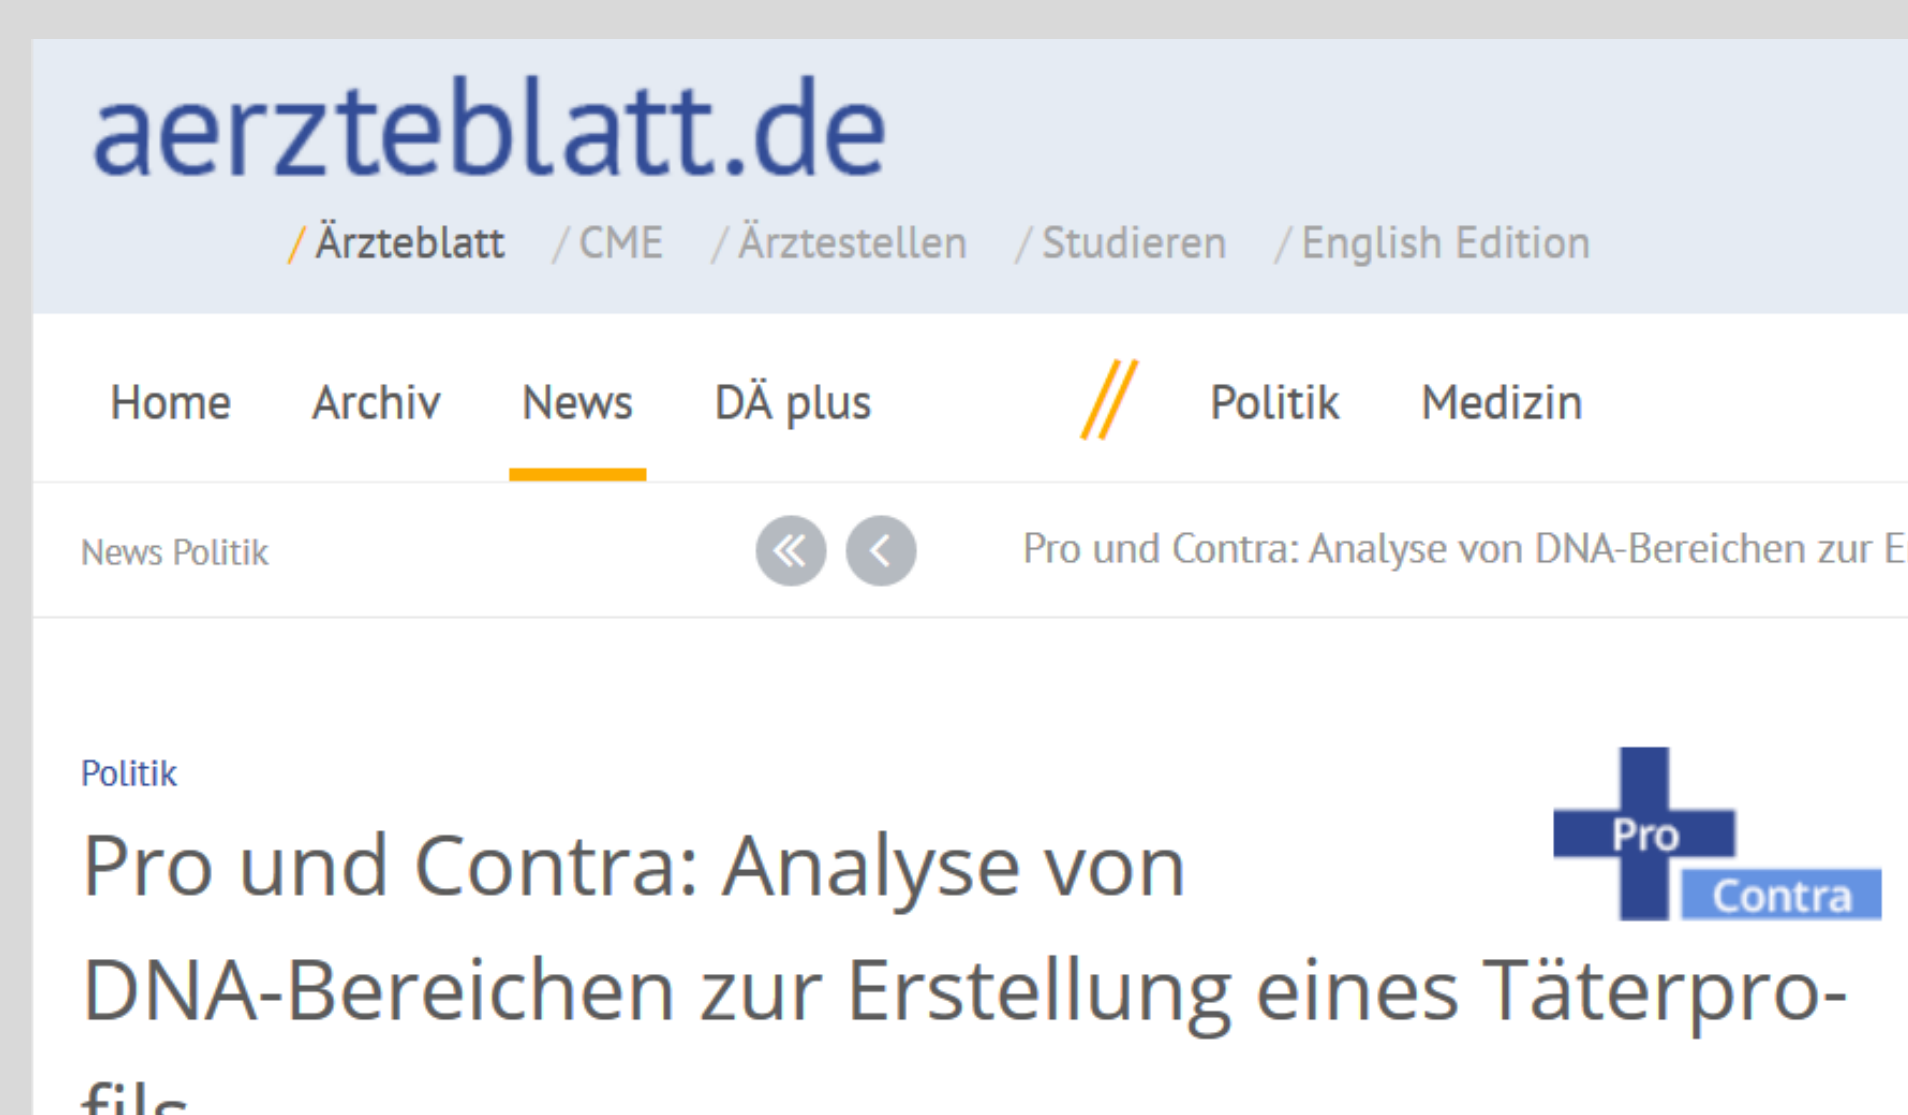 aerzteblatt.de
/ Ärzteblatt / CME / Ärztestellen / Studieren / English Edition
Home Archiv News DÄ plus // Politik Medizin
News Politik « ‹ Pro und Contra: Analyse von DNA-Bereichen zur
Politik
Pro
Contra
Pro und Contra: Analyse von
DNA-Bereichen zur Erstellung eines Täterpro-
fils